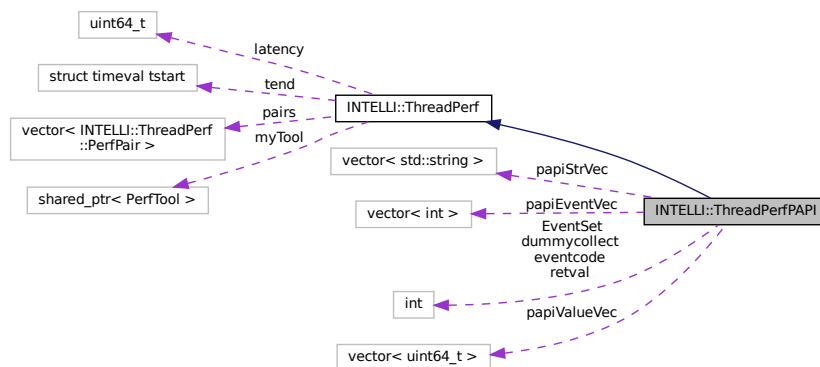 uint64_t
latency
struct timeval tstart
tend
INTELLI::ThreadPerf
pairs
vector< INTELLI::ThreadPerf
::PerfPair >
myTool
vector< std::string >
papiStrVec
shared_ptr< PerfTool >
vector< int >
papiEventVec
INTELLI::ThreadPerfPAPI
EventSet
dummycollect
eventcode
retval
int
papiValueVec
vector< uint64_t >